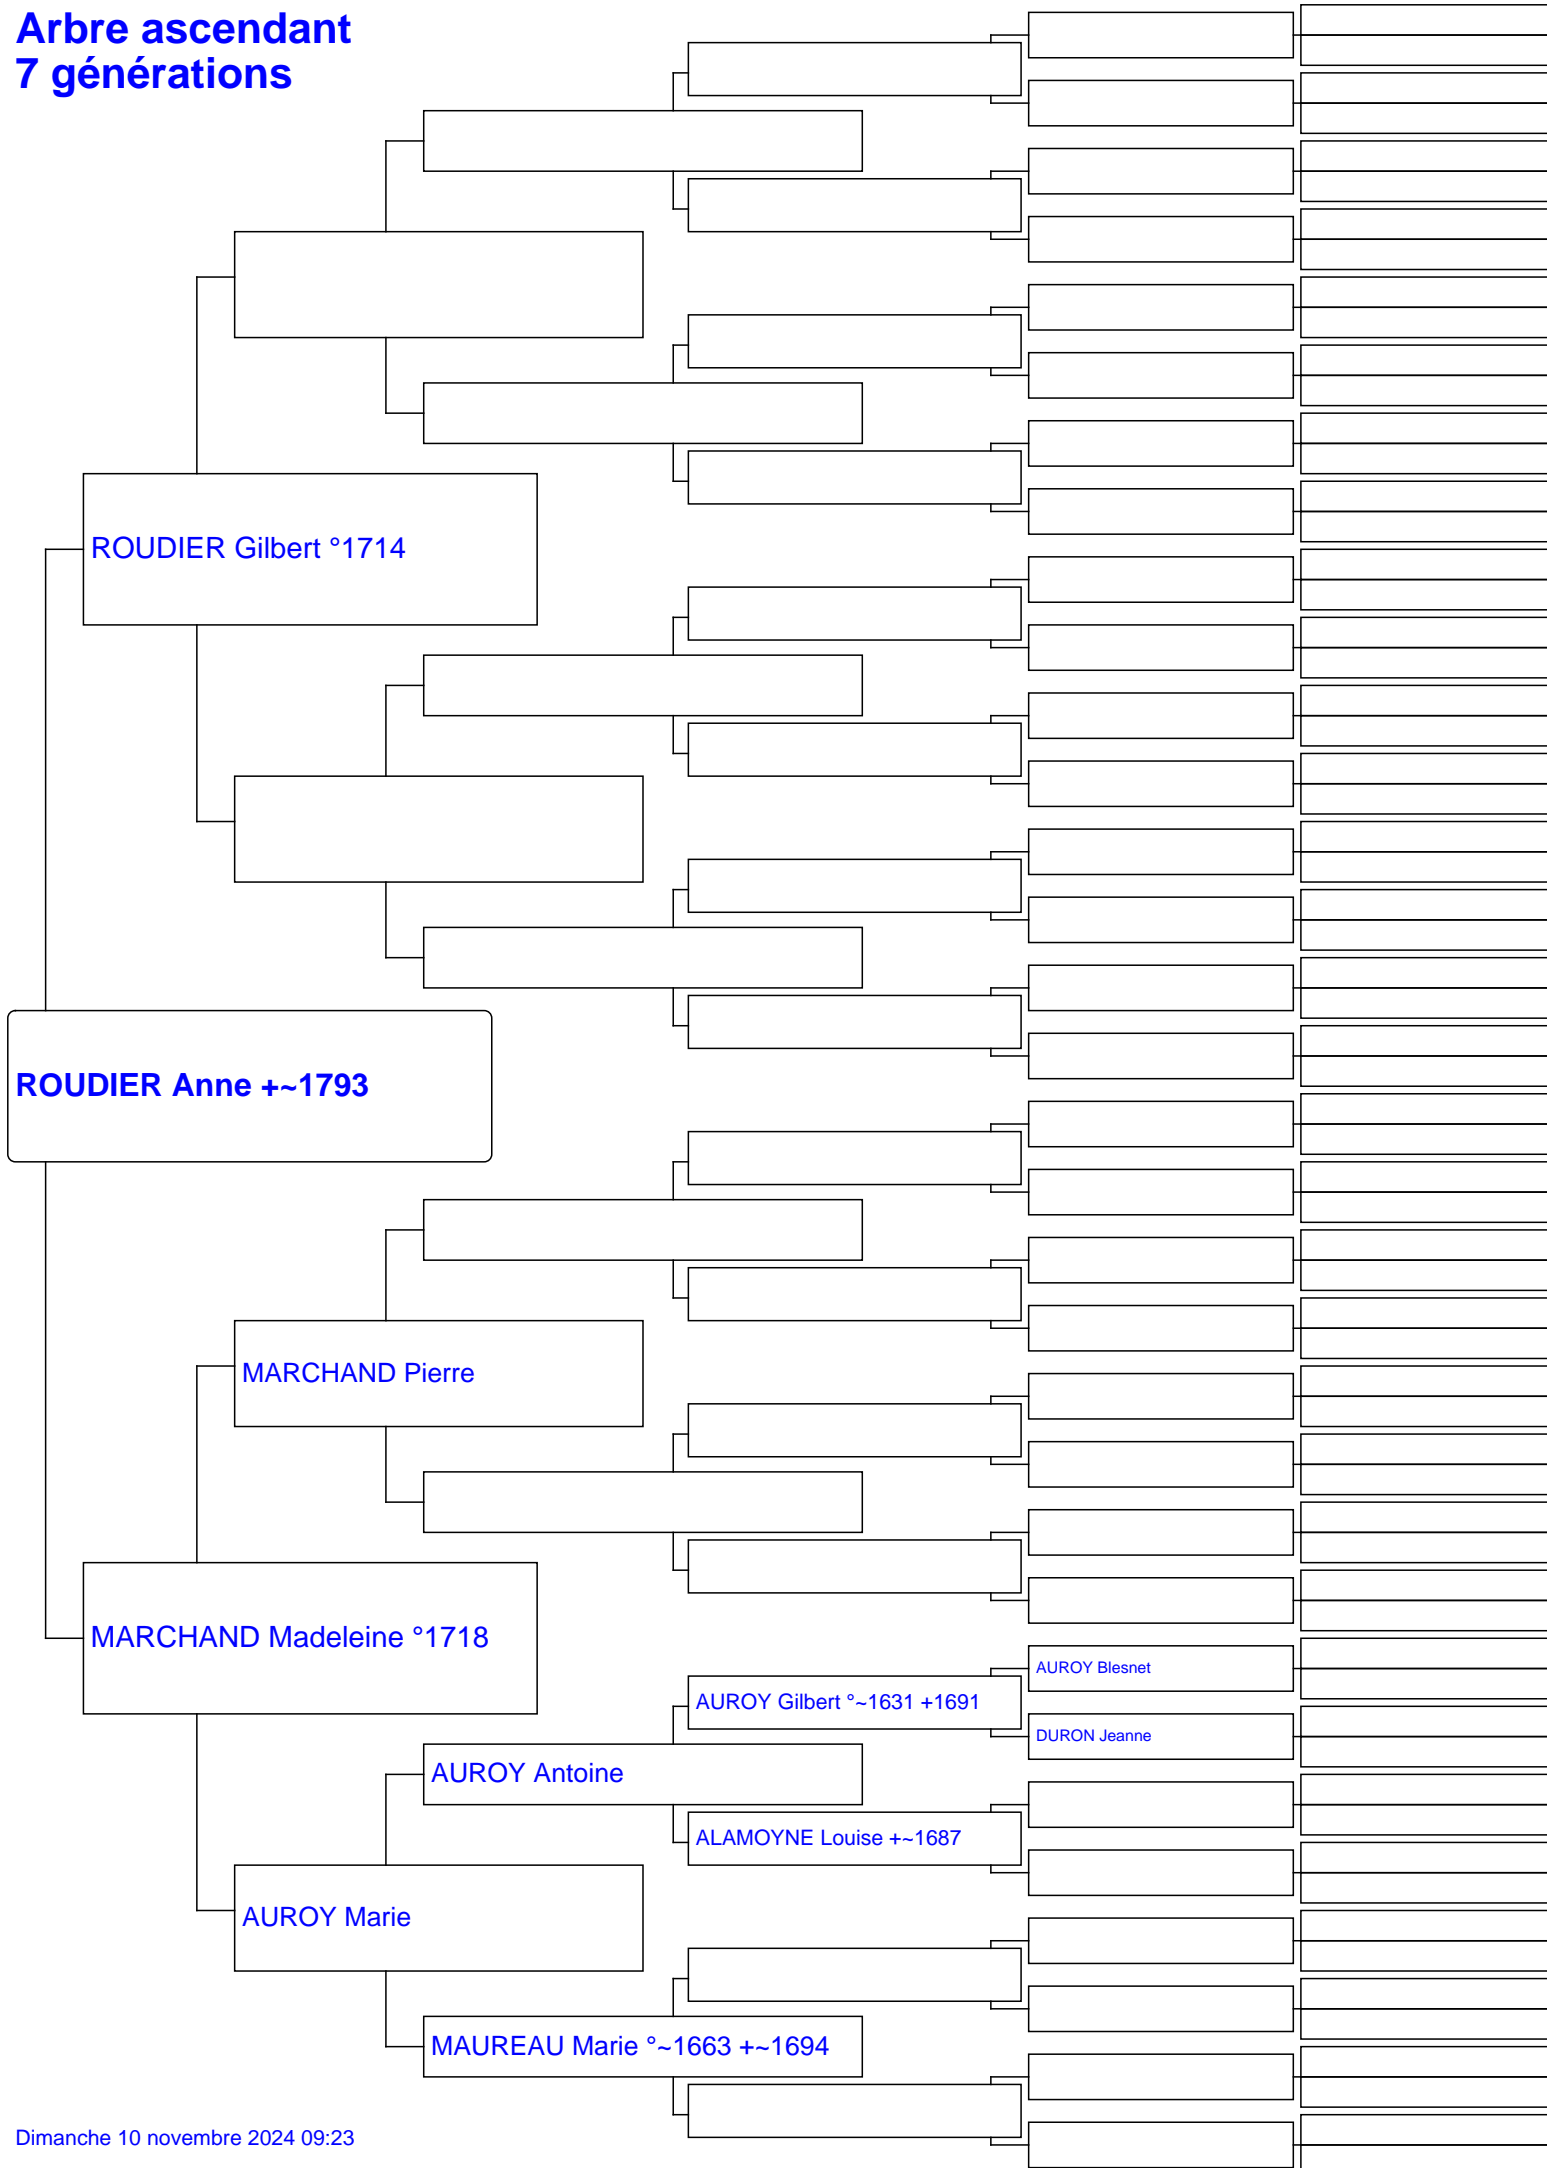 Arbre ascendant
7 générations
ROUDIER Gilbert °1714
ROUDIER Anne +~1793
MARCHAND Pierre
MARCHAND Madeleine °1718
AUROY Blesnet
AUROY Gilbert °~1631 +1691
DURON Jeanne
AUROY Antoine
ALAMOYNE Louise +~1687
AUROY Marie
MAUREAU Marie °~1663 +~1694
Dimanche 10 novembre 2024 09:23